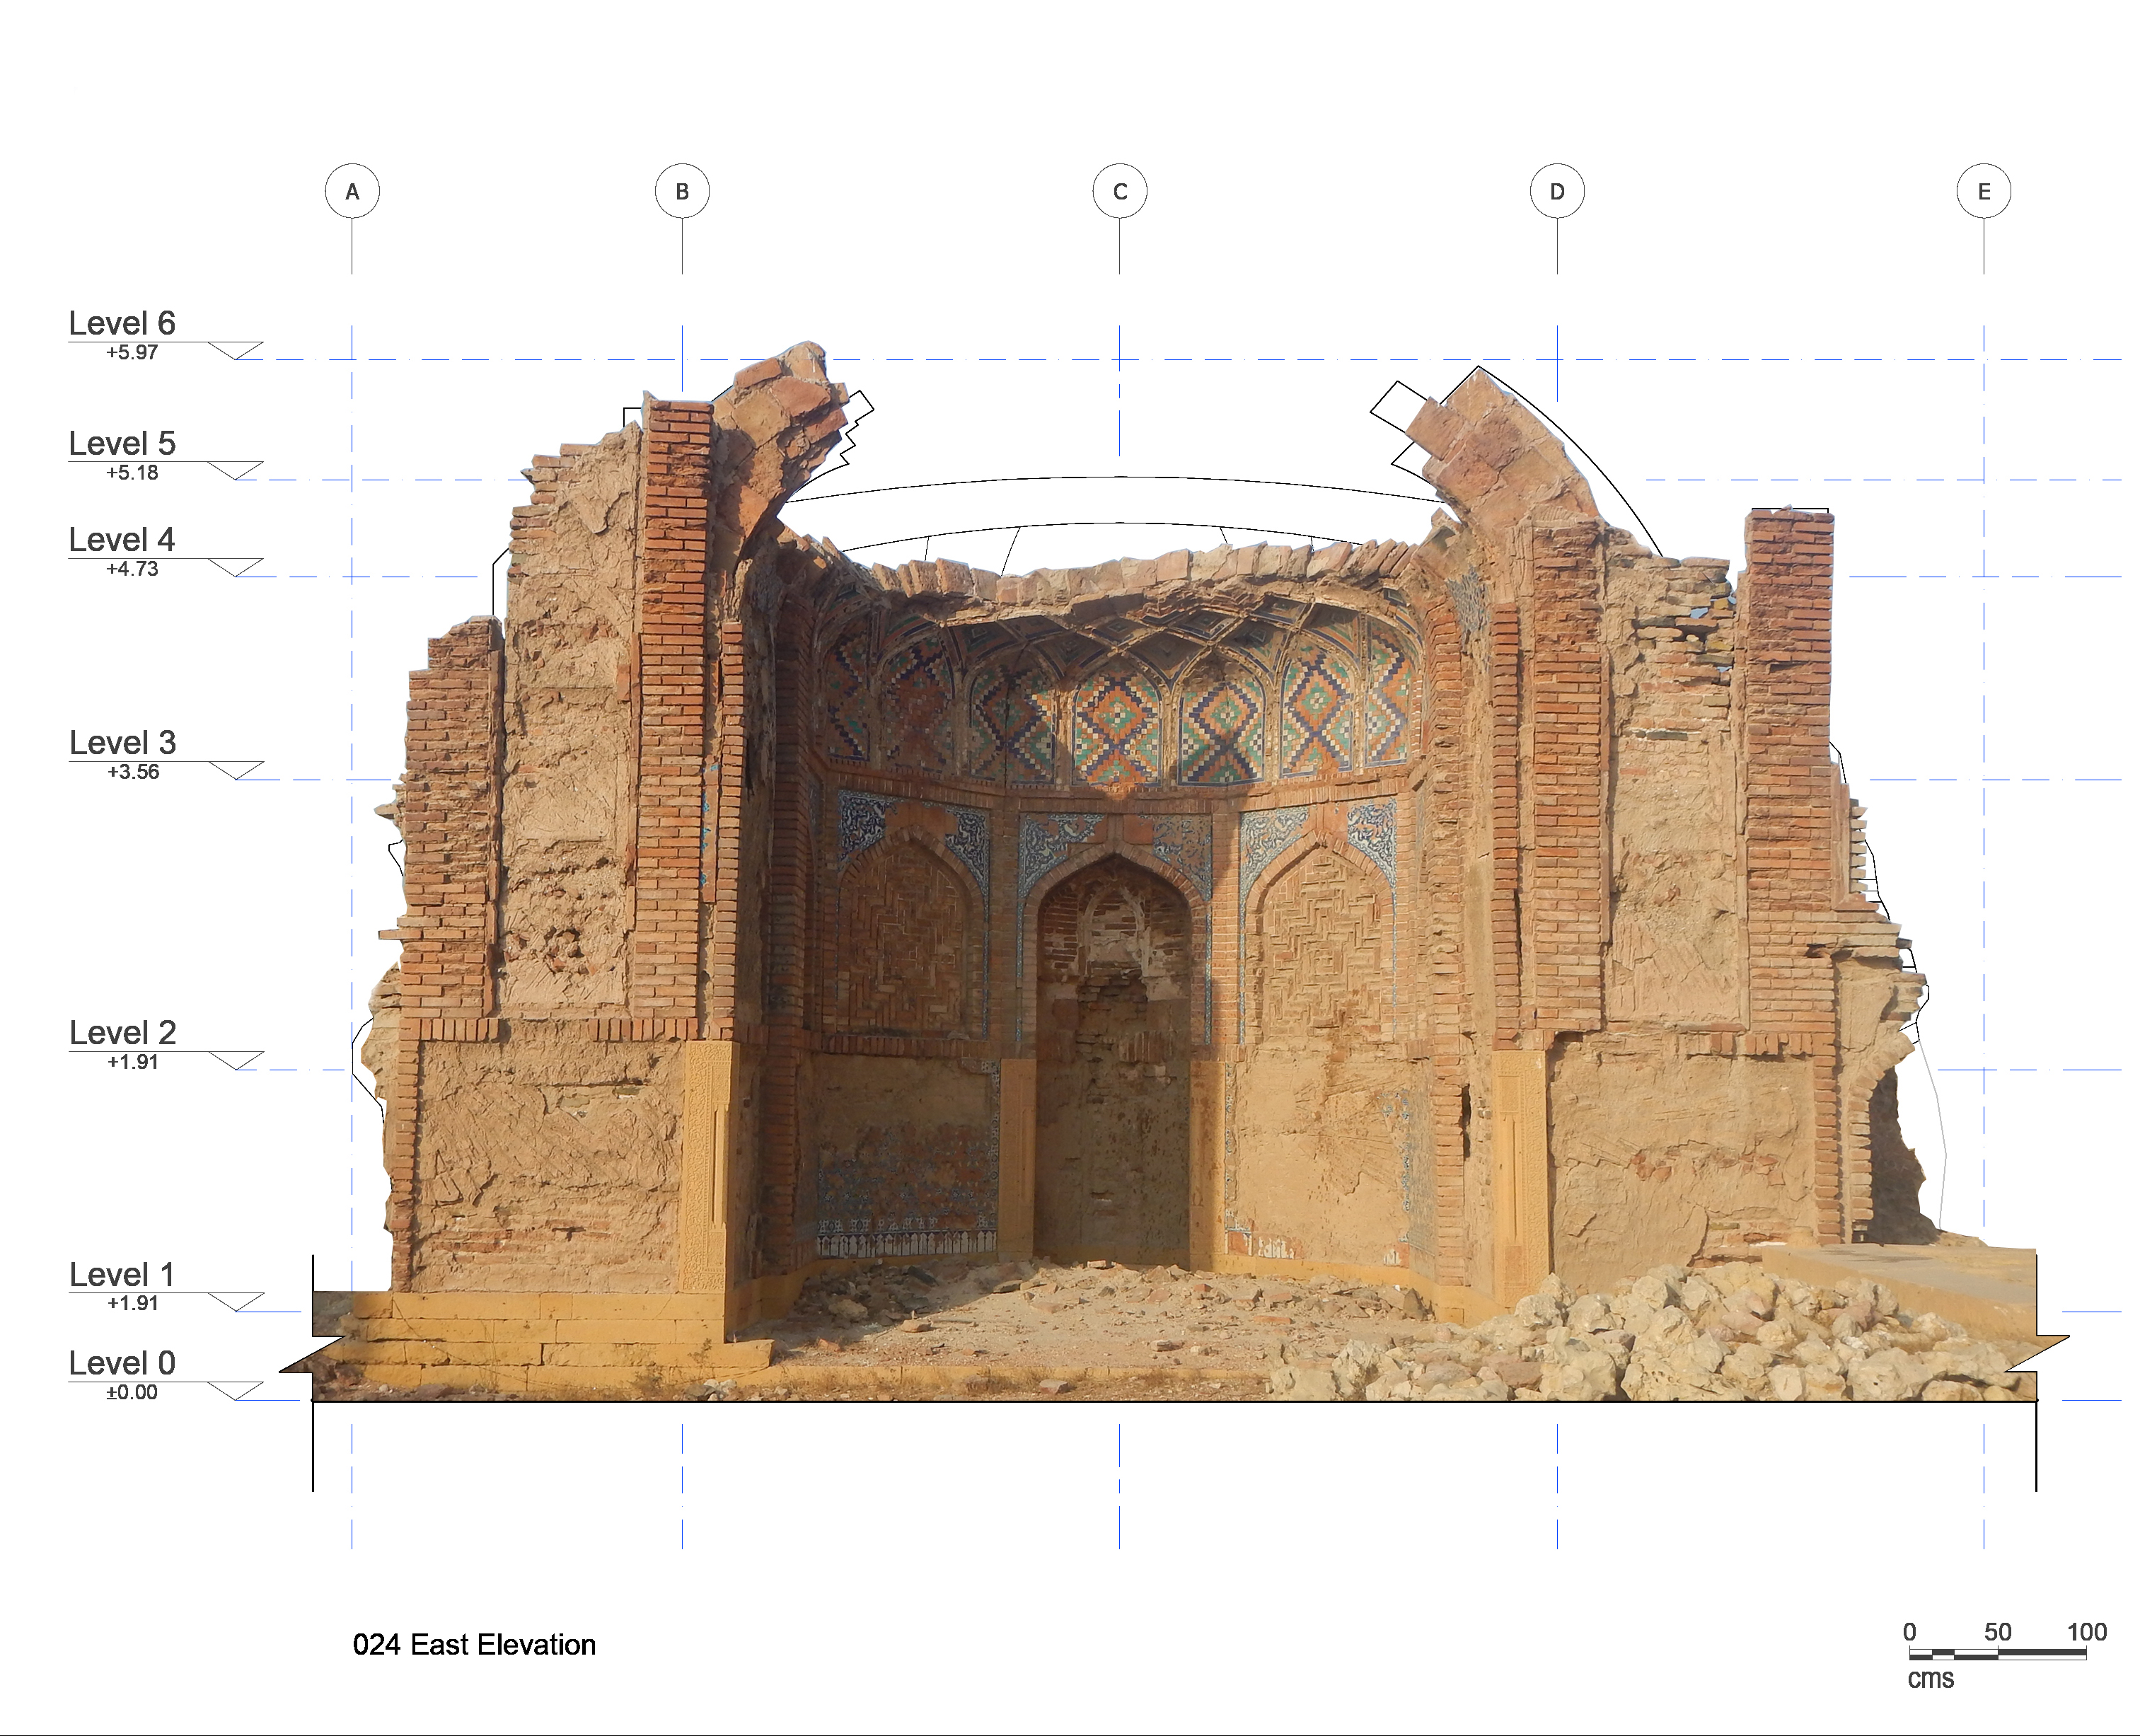 A B C D E
Level 6
+5.97
Level 5
+5.18
Level 4
+4.73
Level 3
+3.56
Level 2
+1.91
Level 1
+1.91
Level 0
±0.00
024 East Elevation
0 50 100
cms